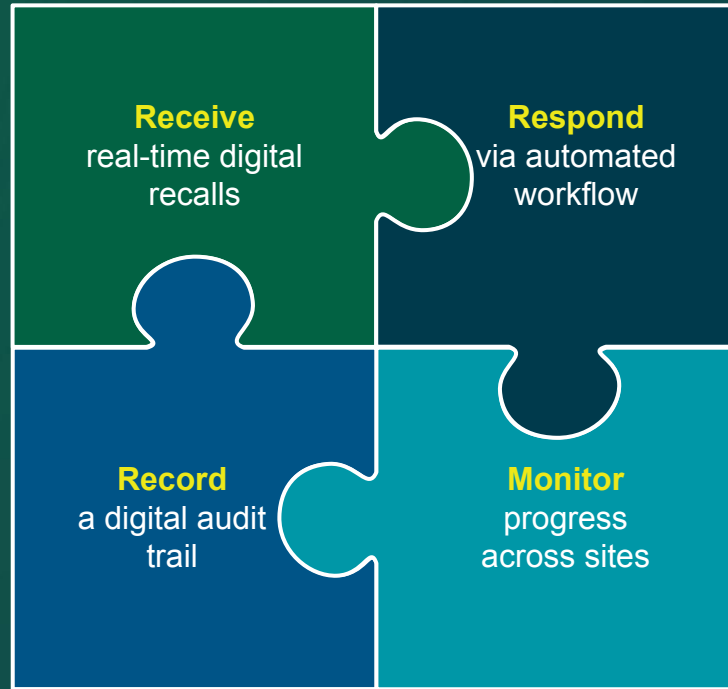 Receive
real-time digital
recalls
Respond
via automated
workflow
Record
a digital audit
trail
Monitor
progress
across sites